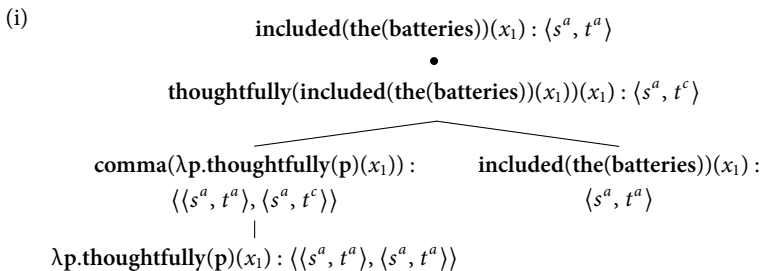 (i)
included(the(batteries))(x₁) : ⟨sᵃ, tᵃ⟩
•
thoughtfully(included(the(batteries))(x₁))(x₁) : ⟨sᵃ, tᶜ⟩
comma(λp.thoughtfully(p)(x₁)) : included(the(batteries))(x₁) :
⟨⟨sᵃ, tᵃ⟩, ⟨sᵃ, tᶜ⟩⟩ ⟨sᵃ, tᵃ⟩
λp.thoughtfully(p)(x₁) : ⟨⟨sᵃ, tᵃ⟩, ⟨sᵃ, tᵃ⟩⟩